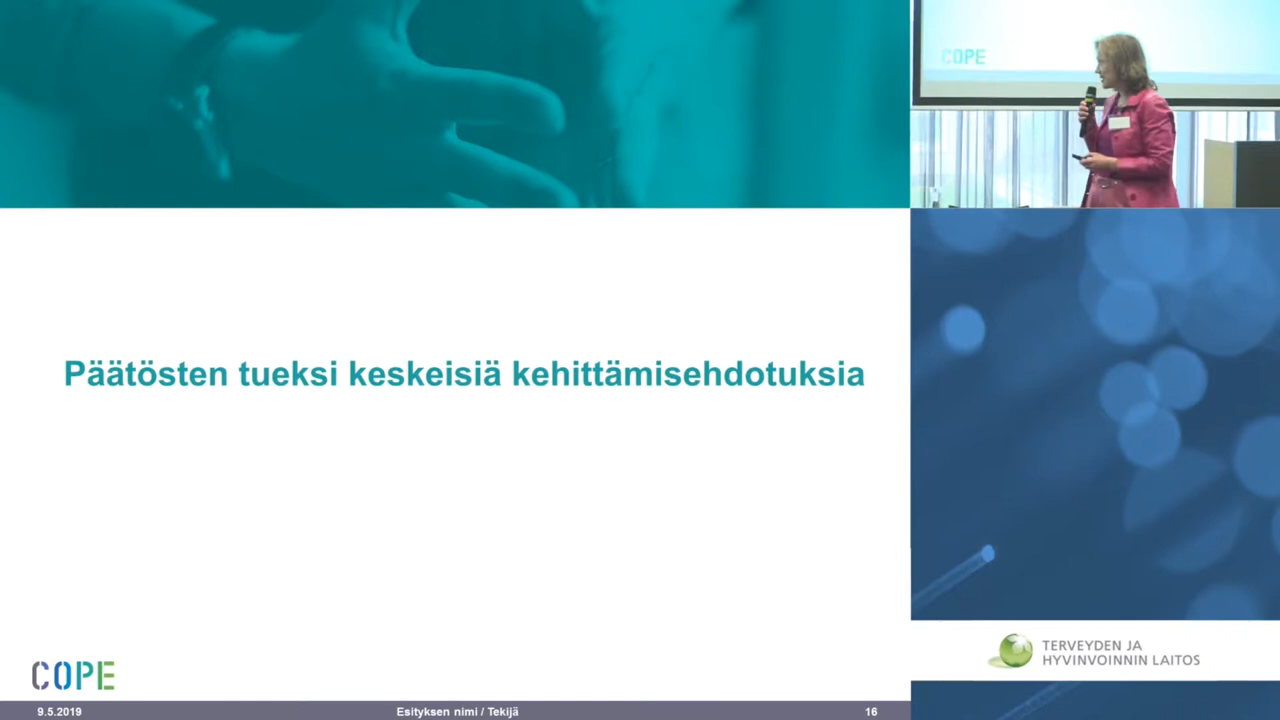 COPE
Päätösten tueksi keskeisiä kehittämisehdotuksia
TERVEYDEN JA
HYVINVOINNIN LAITOS
COPE
9.5.2019
Esityksen nimi / Tekijä
16